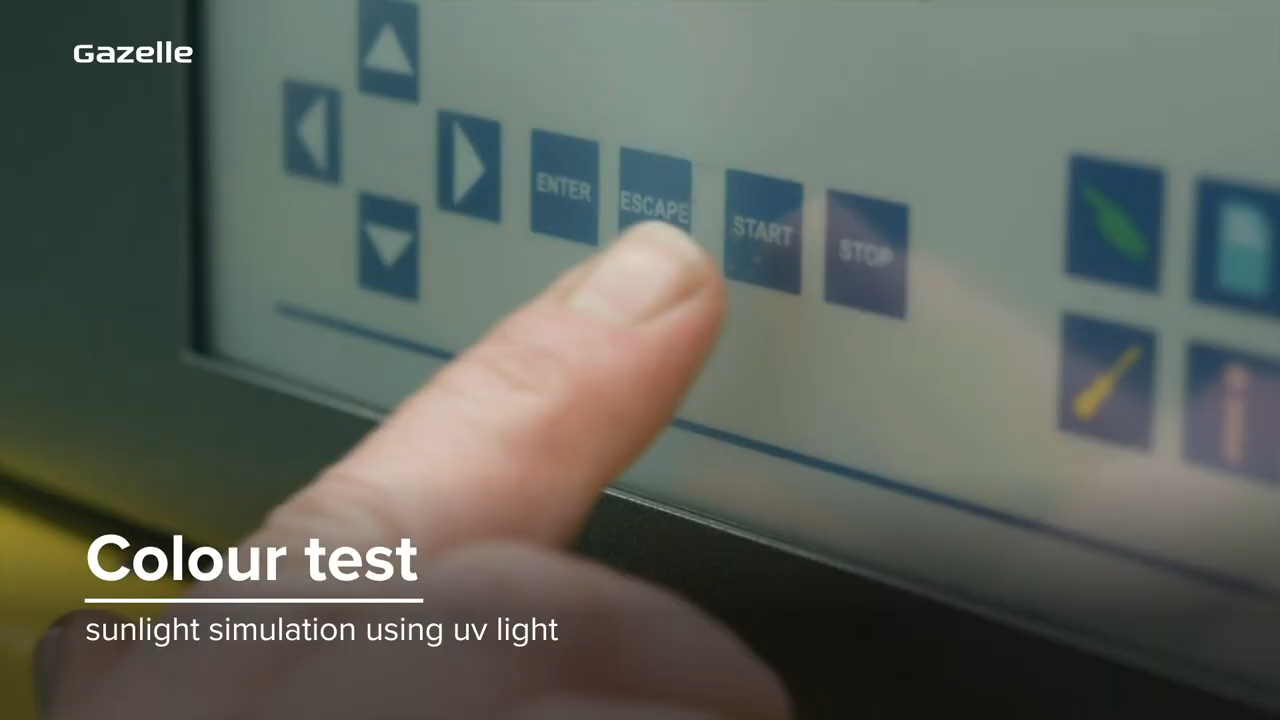 Gazelle
ENTER
ESCAPE
START
STOP
Colour test
sunlight simulation using uv light